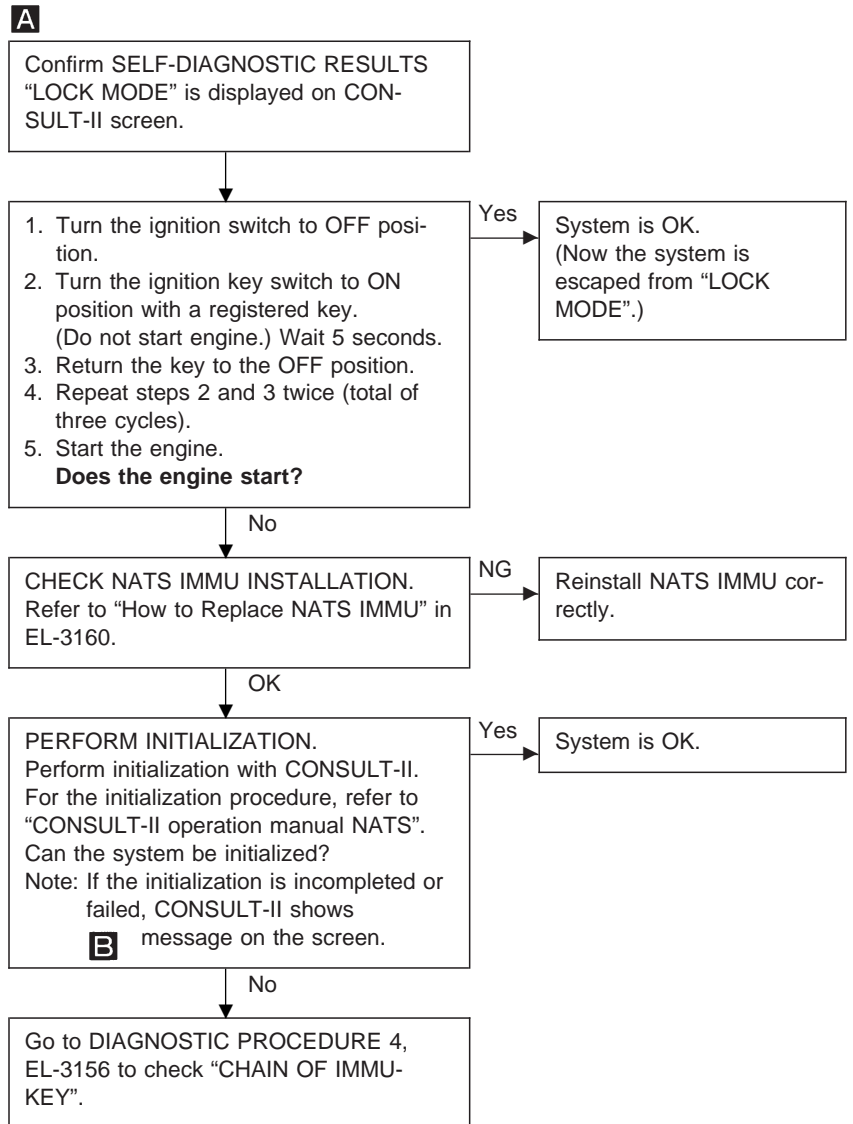 A
Confirm SELF-DIAGNOSTIC RESULTS
“LOCK MODE” is displayed on CON-
SULT-II screen.
1. Turn the ignition switch to OFF posi-
tion.
2. Turn the ignition key switch to ON
position with a registered key.
(Do not start engine.) Wait 5 seconds.
3. Return the key to the OFF position.
4. Repeat steps 2 and 3 twice (total of
three cycles).
5. Start the engine.
Does the engine start?
Yes
System is OK.
(Now the system is
escaped from “LOCK
MODE”.)
No
CHECK NATS IMMU INSTALLATION.
Refer to “How to Replace NATS IMMU” in
EL-3160.
NG
Reinstall NATS IMMU cor-
rectly.
OK
PERFORM INITIALIZATION.
Perform initialization with CONSULT-II.
For the initialization procedure, refer to
“CONSULT-II operation manual NATS”.
Can the system be initialized?
Note: If the initialization is incompleted or
failed, CONSULT-II shows
B message on the screen.
Yes
System is OK.
No
Go to DIAGNOSTIC PROCEDURE 4,
EL-3156 to check “CHAIN OF IMMU-
KEY”.